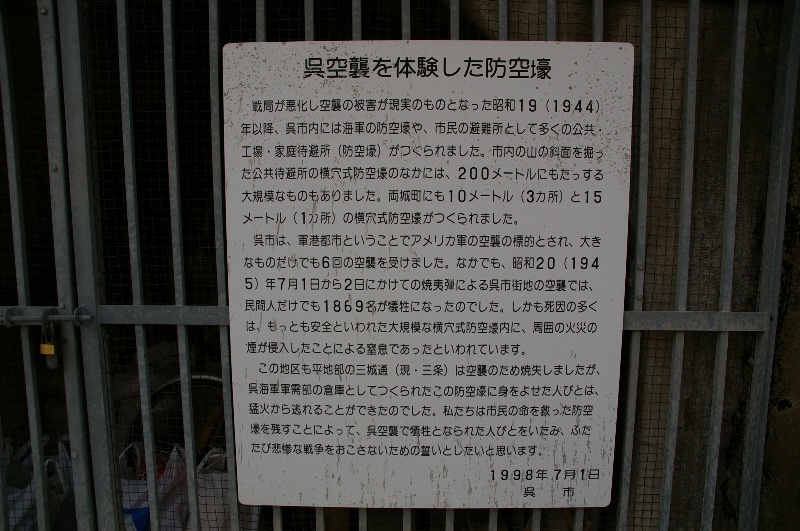 呉空襲を体験した防空壕
戦局が悪化し空襲の被害が現実のものとなった昭和19（1944）
年以降、呉市内には海軍の防空壕や、市民の避難所として多くの公共・
工場・家庭待避所（防空壕）がつくられました。市内の山の斜面を掘っ
た公共待避所の横穴式防空壕のなかには、200メートルにもたっする
大規模なものもありました。両城町にも10メートル（3カ所）と15
メートル（1カ所）の横穴式防空壕がつくられました。
呉市は、軍港都市ということでアメリカ軍の空襲の標的とされ、大き
なものだけでも6回の空襲を受けました。なかでも、昭和20（194
5）年7月1日から2日にかけての焼夷弾による呉市街地の空襲では、
民間人だけでも1869名が犠牲になったのでした。しかも死因の多く
は、もっとも安全といわれた大規模な横穴式防空壕内に、周囲の火災の
煙が侵入したことによる窒息であったといわれています。
この地区も平地部の三城通（現・三条）は空襲のため焼失しましたが、
呉海軍軍需部の倉庫としてつくられたこの防空壕に身をよせた人びとは、
猛火から逃れることができたのでした。私たちは市民の命を救った防空
壕を残すことによって、呉空襲で犠牲となられた人びとをいたみ、ふた
たび悲惨な戦争をおこさないための誓いとしたいと思います。
1998年7月1日
呉　市